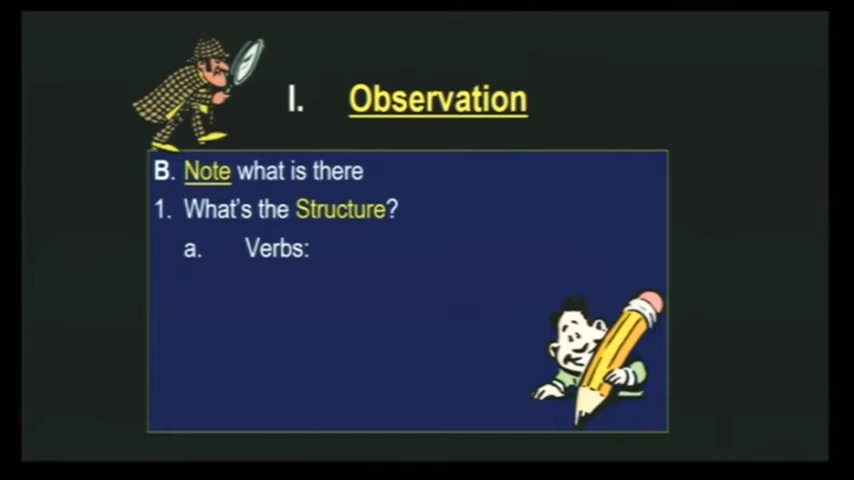 I. Observation
B. Note what is there
1. What's the Structure?
a. Verbs: